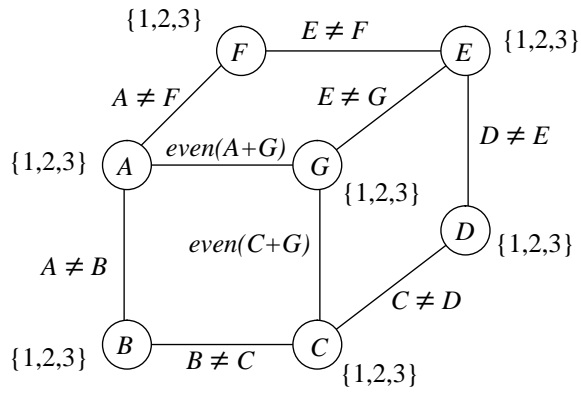 {1,2,3}
F
E ≠ F
E
{1,2,3}
A ≠ F
E ≠ G
{1,2,3}
A
even(A+G)
G
D ≠ E
{1,2,3}
A ≠ B
even(C+G)
D
{1,2,3}
C ≠ D
{1,2,3}
B
B ≠ C
C
{1,2,3}